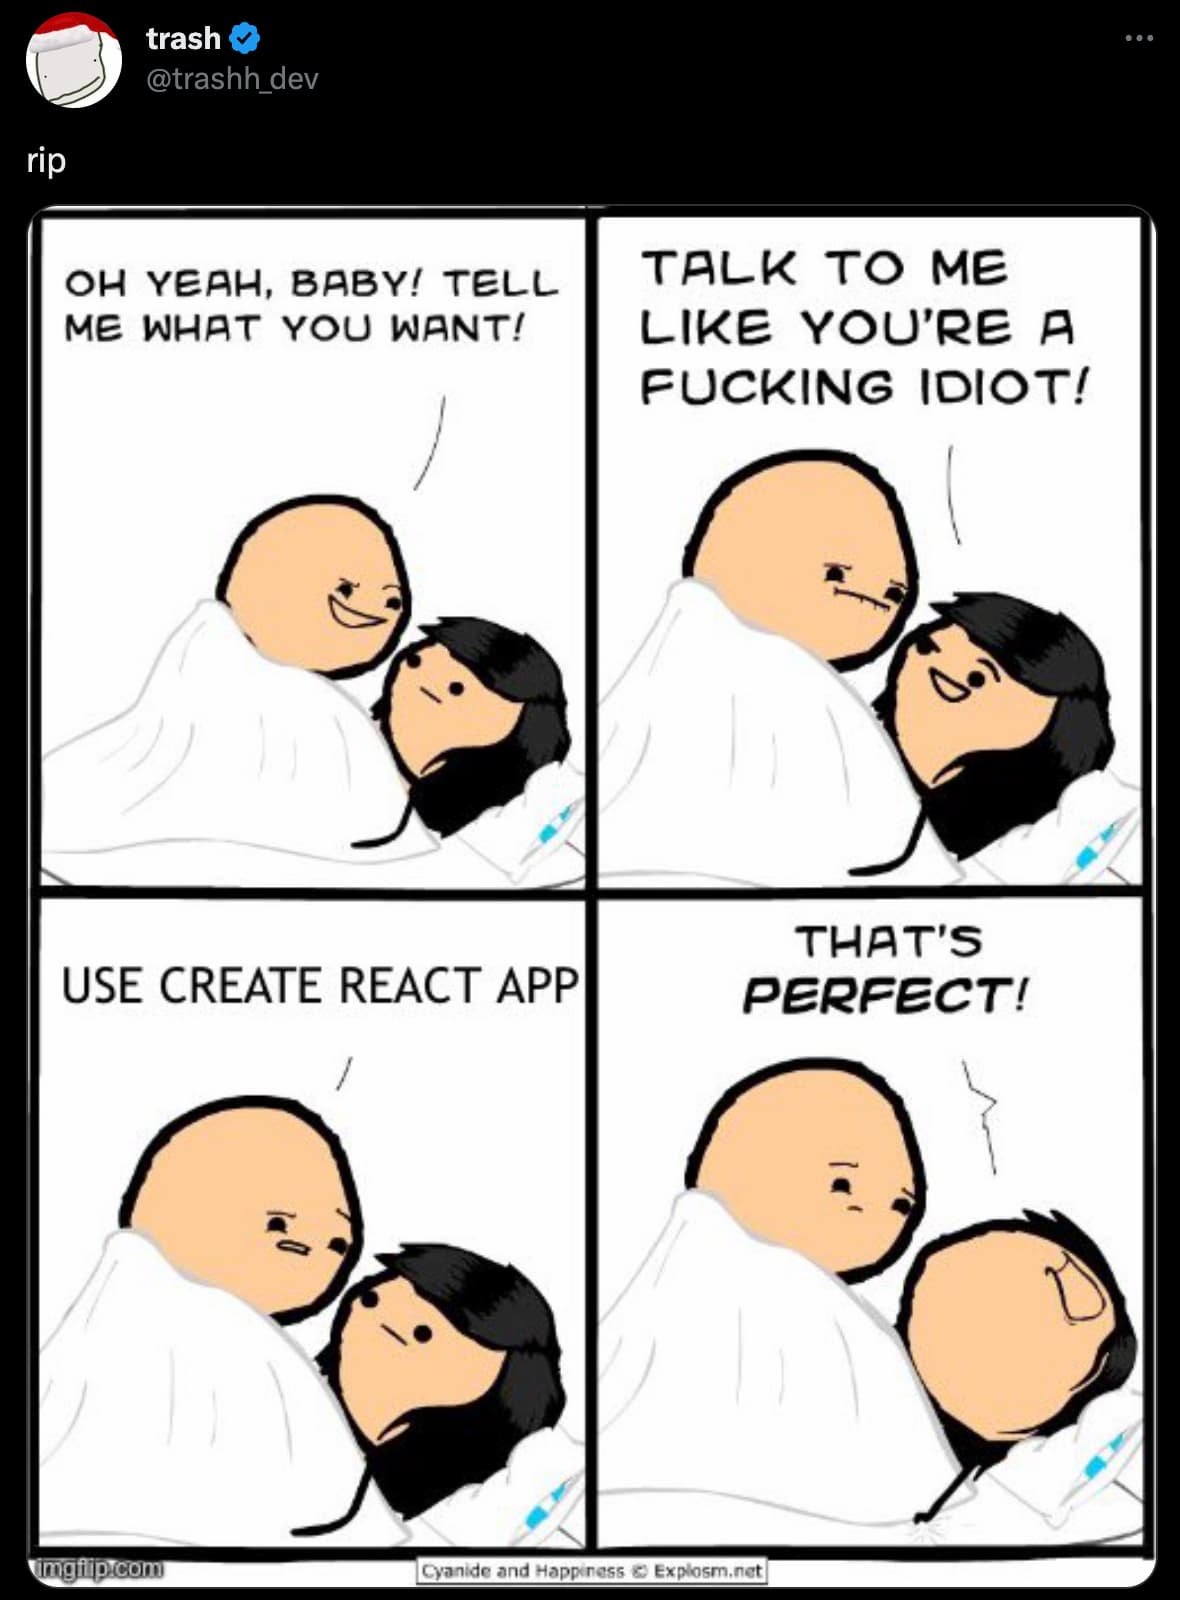 trash
@trashh_dev
rip
OH YEAH, BABY! TELL
ME WHAT YOU WANT!
TALK TO ME
LIKE YOU'RE A
FUCKING IDIOT!
USE CREATE REACT APP
THAT'S
PERFECT!
imgflip.com
Cyanide and Happiness © Explosm.net